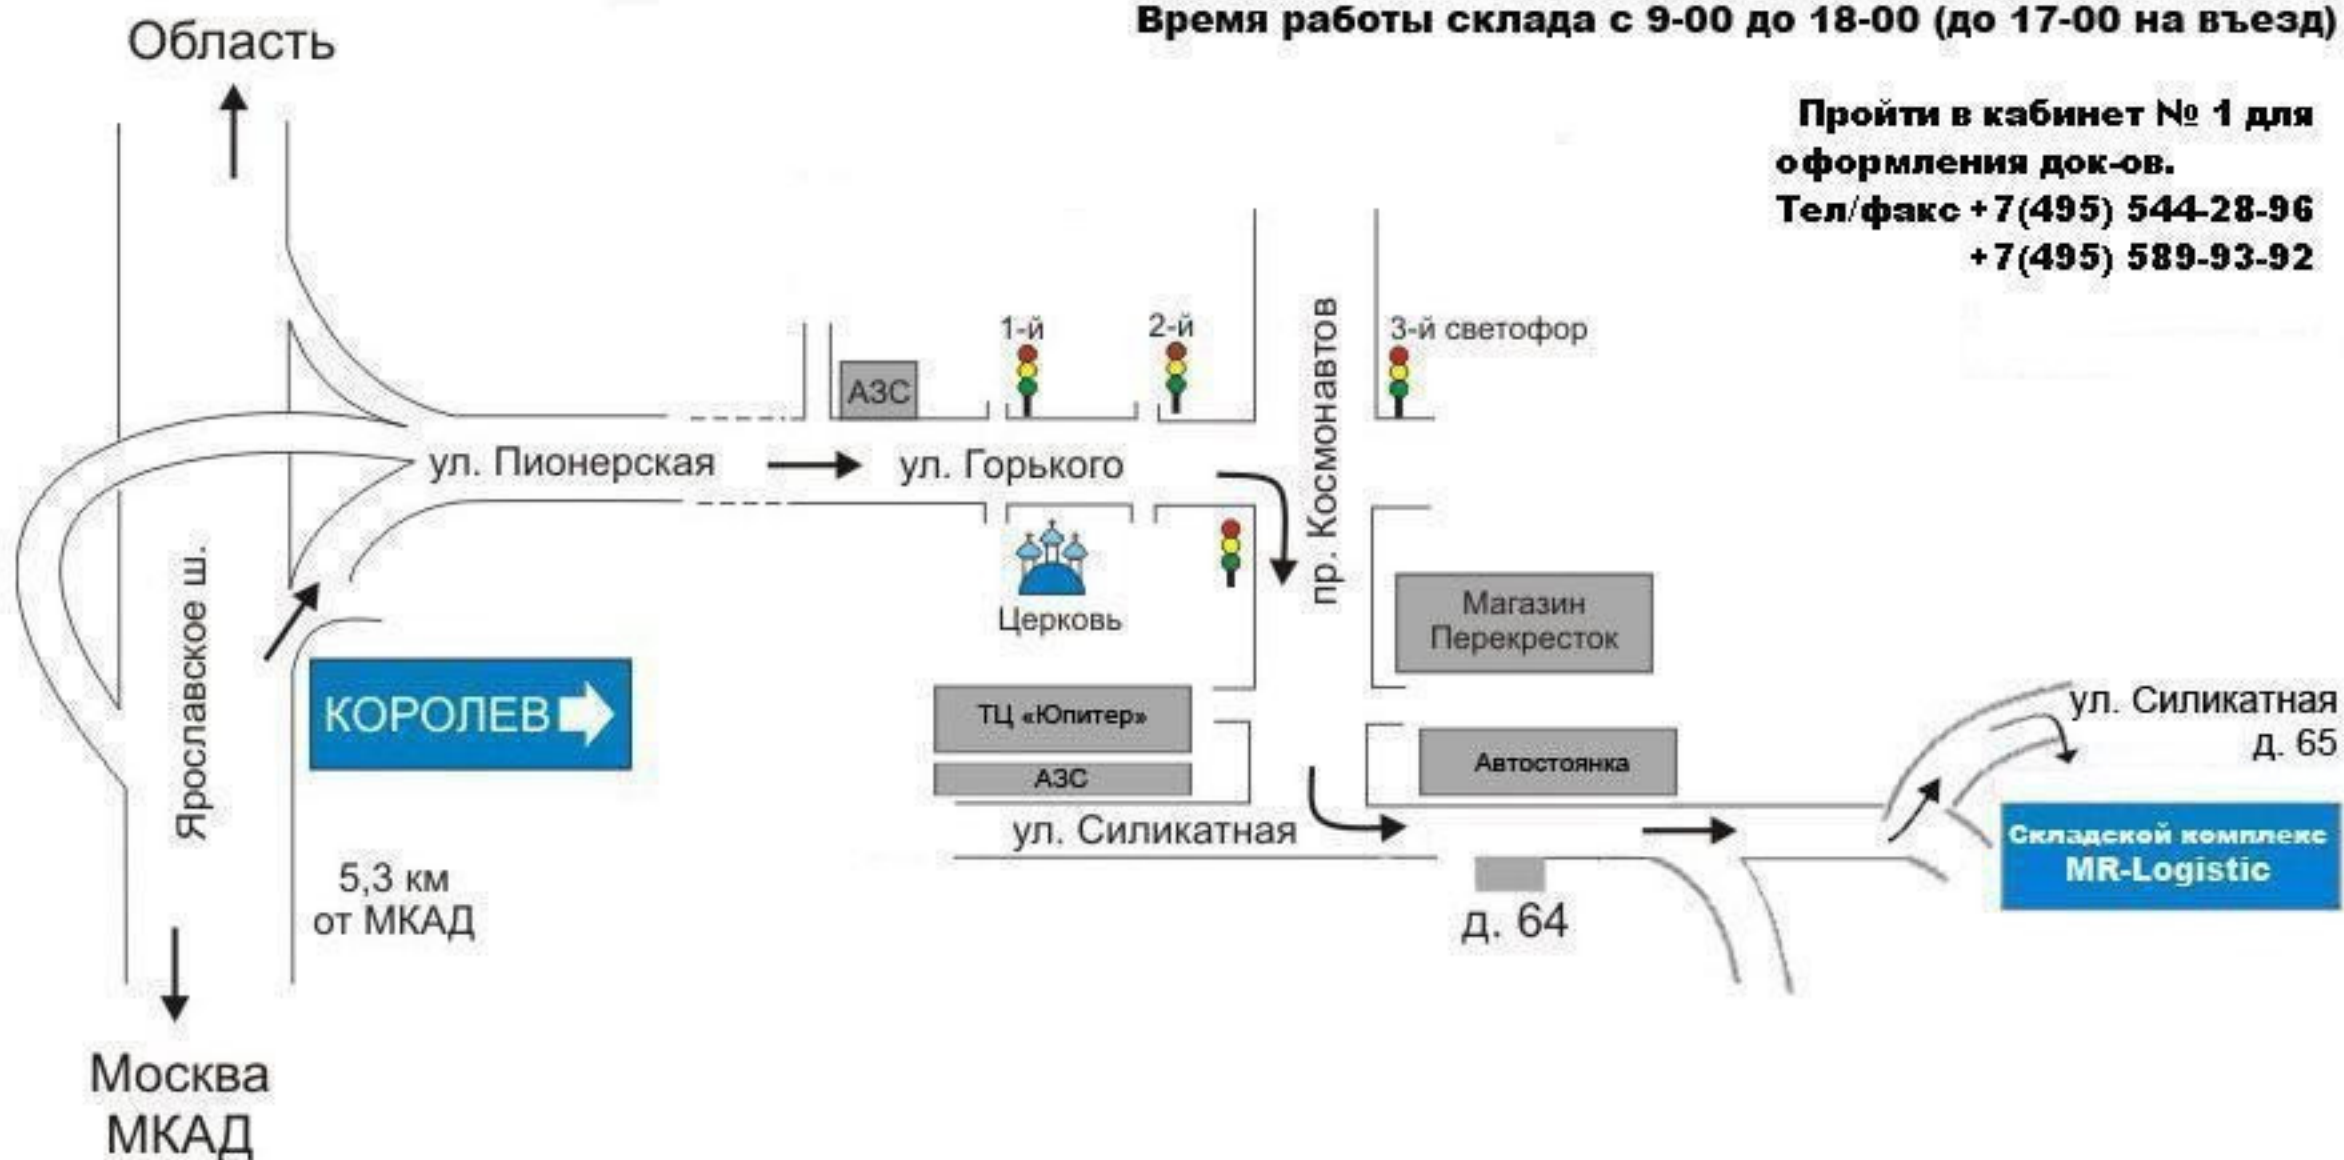 Время работы склада с 9-00 до 18-00 (до 17-00 на въезд)
Область
Пройти в кабинет № 1 для
оформления док-ов.
Тел/факс +7(495) 544-28-96
+7(495) 589-93-92
1-й
2-й
3-й светофор
АЗС
пр. Космонавтов
ул. Пионерская
ул. Горького
Церковь
Магазин
Перекресток
Ярославское ш.
КОРОЛЕВ
ТЦ «Юпитер»
АЗС
Автостоянка
ул. Силикатная
д. 65
ул. Силикатная
Складской комплекс
MR-Logistic
5,3 км
от МКАД
д. 64
Москва
МКАД